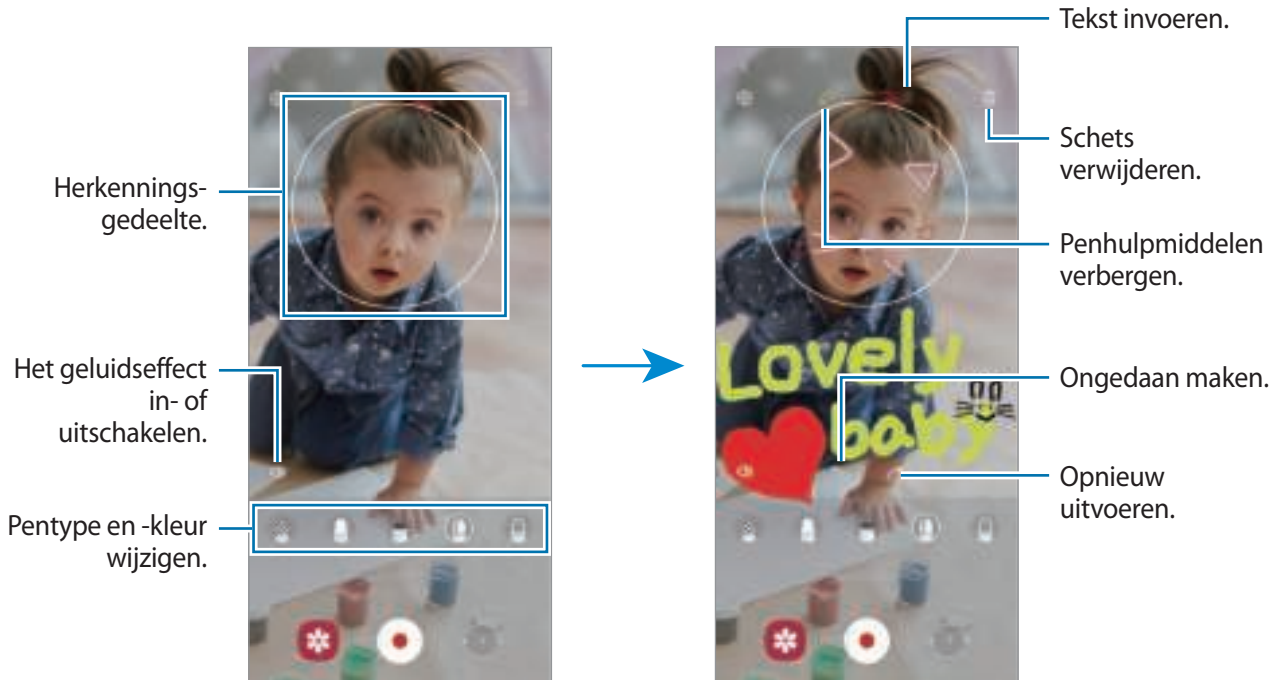 Herkennings-
gedeelte.
Het geluidseffect
in- of
uitschakelen.
Pentype en -kleur
wijzigen.
Tekst invoeren.
Schets
verwijderen.
Penhulpmiddelen
verbergen.
Ongedaan maken.
Opnieuw
uitvoeren.
Lovely
baby